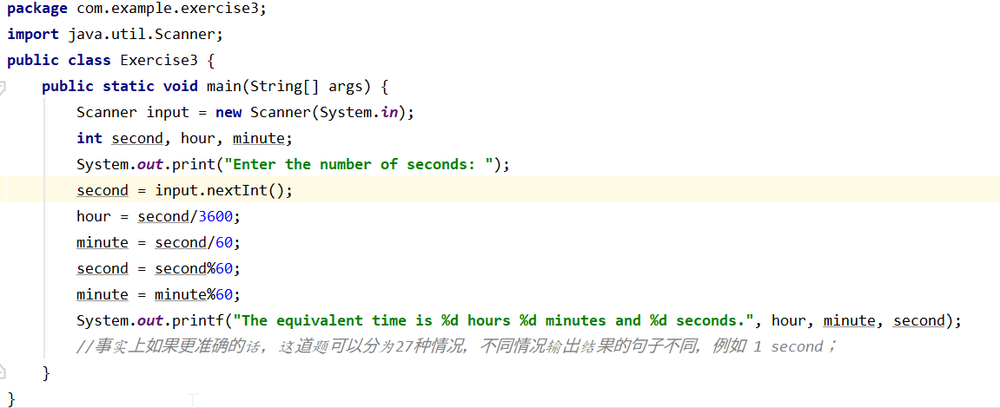 package com.example.exercise3;
import java.util.Scanner;
public class Exercise3 {
    public static void main(String[] args) {
        Scanner input = new Scanner(System.in);
        int second, hour, minute;
        System.out.print("Enter the number of seconds: ");
        second = input.nextInt();
        hour = second/3600;
        minute = second/60;
        second = second%60;
        minute = minute%60;
        System.out.printf("The equivalent time is %d hours %d minutes and %d seconds.", hour, minute, second);
        //事实上如果更准确的话，这道题可以分为27种情况，不同情况输出结果的句子不同，例如 1 second；
    }
}